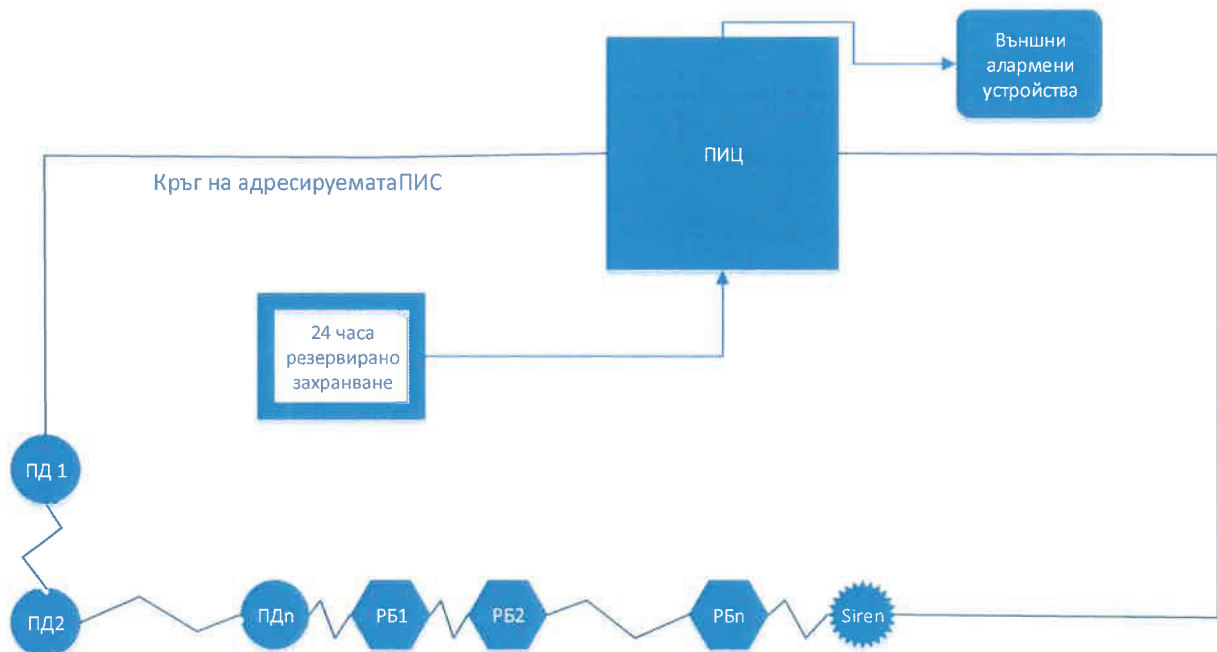 Външни
алармени
устройства
ПИЦ
Кръг на адресируематаПИС
24 часа
резервирано
захранване
ПД 1
ПД2
ПДn
РБ1
РБ2
РБn
Siren